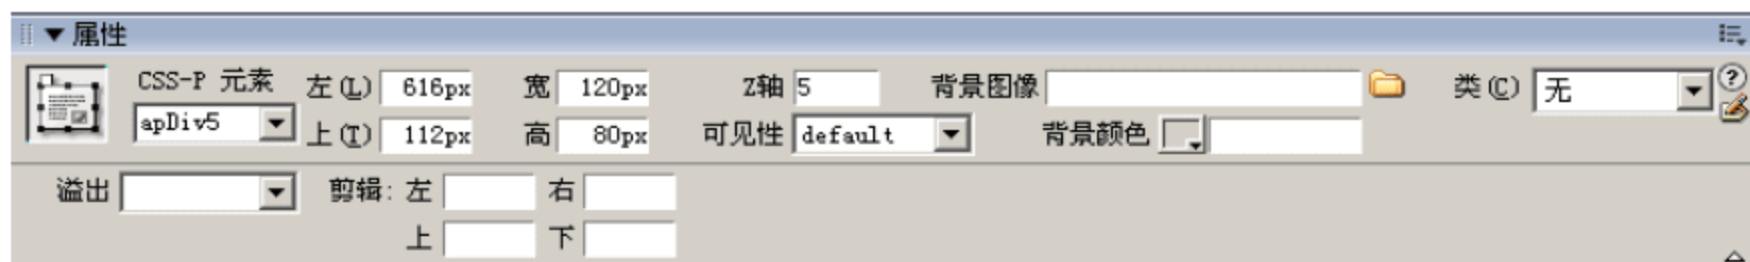 属性
CSS-P 元素 左(L) 616px 宽 120px Z轴 5 背景图像 类(C) 无
apDiv5 上(T) 112px 高 80px 可见性 default 背景颜色
溢出 剪辑: 左 右
上 下